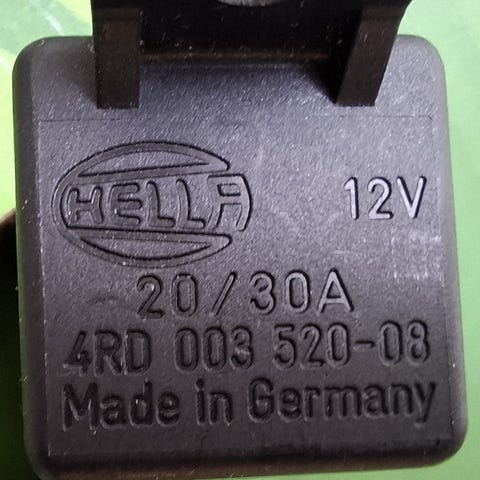 HELLA 12V
20/30A
4RD 003 520-08
Made in Germany